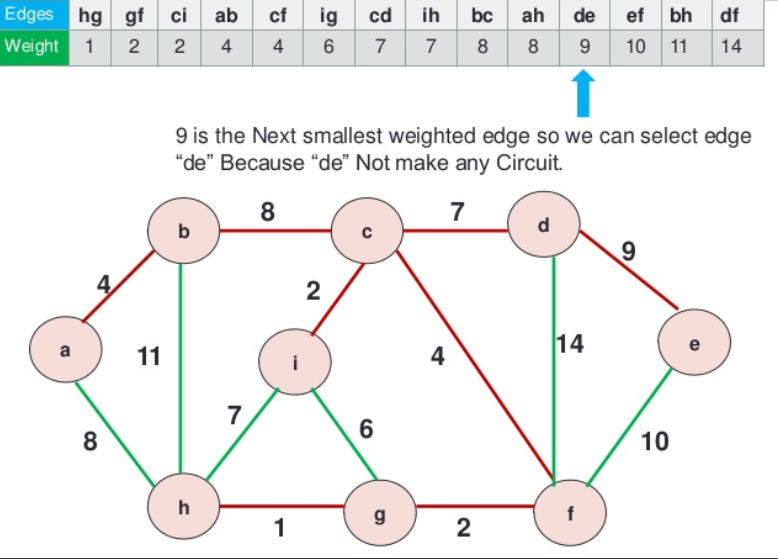 Edges hg gf ci ab cf ig cd ih bc ah de ef bh df
Weight 1 2 2 4 4 6 7 7 8 8 9 10 11 14
9 is the Next smallest weighted edge so we can select edge
“de” Because “de” Not make any Circuit.
8 7
b c d
9
4 2
a 11 i 4 14 e
7 6
8 10
h g f
1 2